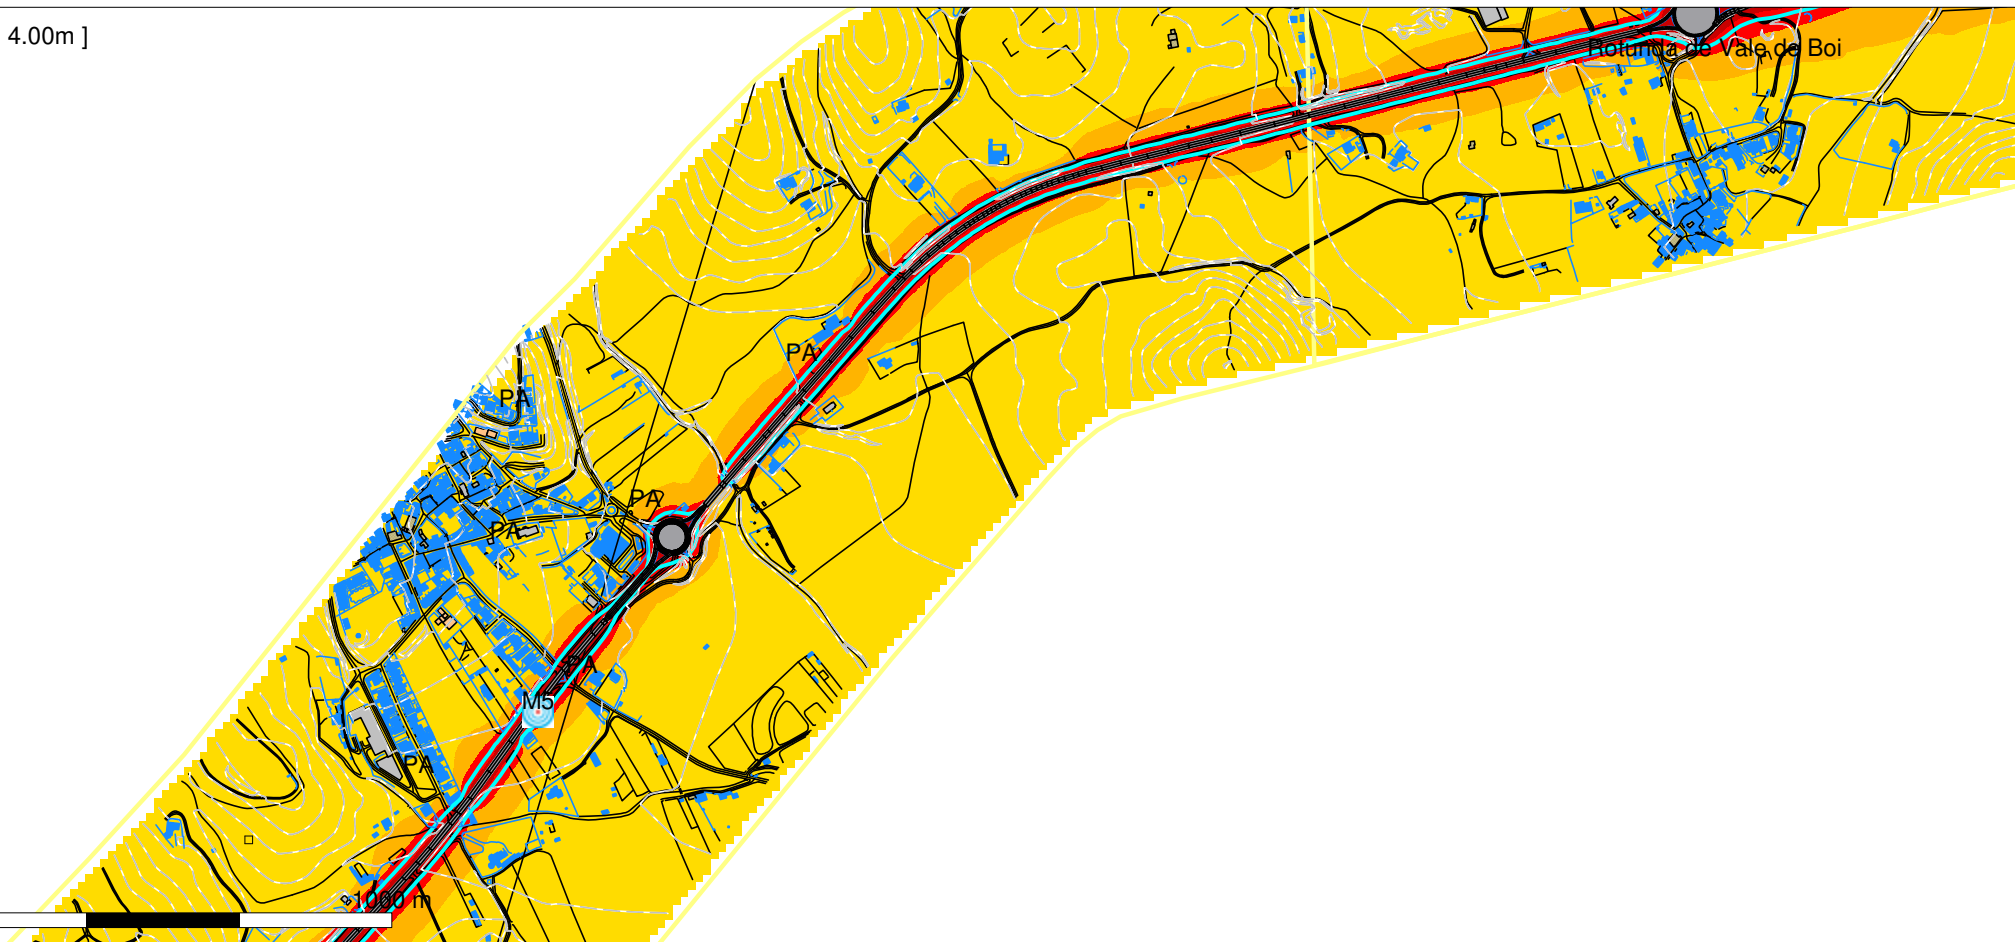 4.00m ]
Rotunda de Vale de Boi
PA
PA
PA
PA
PA
M5
PA
1000 m